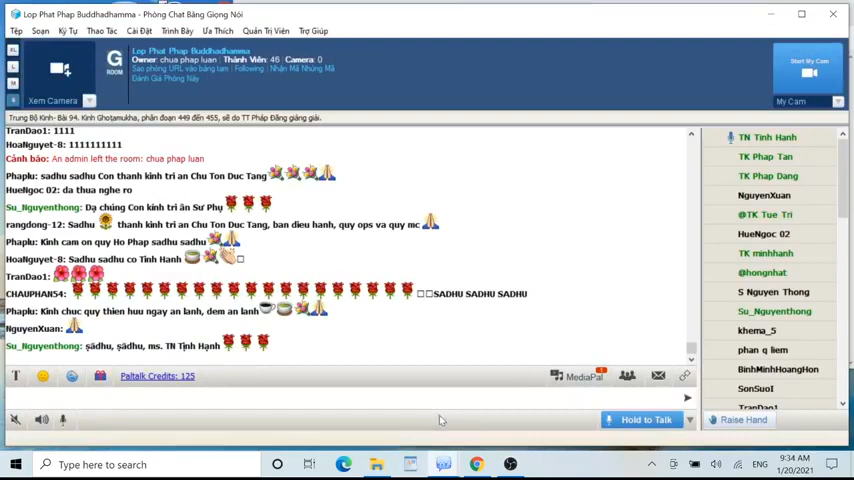 Lop Phat Phap Buddhadhamma - Phòng Chat Bằng Giọng Nói
Tệp Soạn Ký Tự Thao Tác Cài Đặt Trình Bày Ưa Thích Quản Trị Viên Trợ Giúp
Xem Camera
G
ROOM
Lop Phat Phap Buddhadhamma
Owner: chua phap luan Thành Viên: 46 Camera: 0
Sao phòng URL vào bảng tạm Following Nhận Mã Nhúng Mã
Đánh Giá Phòng Này
Start My Cam
My Cam
Trung Bộ Kinh- Bài 94. Kinh Ghoṭamukha, phân đoạn 449 đến 455, sẽ do TT Pháp Đăng giảng giải.
TranDao1: 1111
HoaNguyet-8: 1111111111
Cảnh báo: An admin left the room: chua phap luan
Phaplu: sadhu sadhu Con thanh kinh tri an Chu Ton Duc Tang
HueNgoc 02: da thua nghe ro
Su_Nguyenthong: Dạ chúng Con kính tri ân Sư Phụ
rangdong-12: Sadhu thanh kinh tri an Chu Ton Duc Tang, ban dieu hanh, quy ops va quy mc
Phaplu: Kinh cam on quy Ho Phap sadhu sadhu
HoaNguyet-8: Sadhu sadhu co Tinh Hanh
TranDao1:
CHAUPHAN54: SADHU SADHU SADHU
Phaplu: Kinh chuc quy thien huu ngay an lanh, dem an lanh
NguyenXuan:
Su_Nguyenthong: sādhu, sādhu, ms. TN Tịnh Hạnh
TN Tinh Hanh
TK Phap Tan
TK Phap Dang
NguyenXuan
@TK Tue Tri
HueNgoc 02
TK minhhanh
@hongnhat
S Nguyen Thong
Su_Nguyenthong
khema_5
phan q liem
BinhMinhHoangHon
SonSuoI
TranDao1
T
Paltalk Credits: 125
MediaPal
1
Hold to Talk
Raise Hand
Type here to search
ENG
9:34 AM
1/20/2021